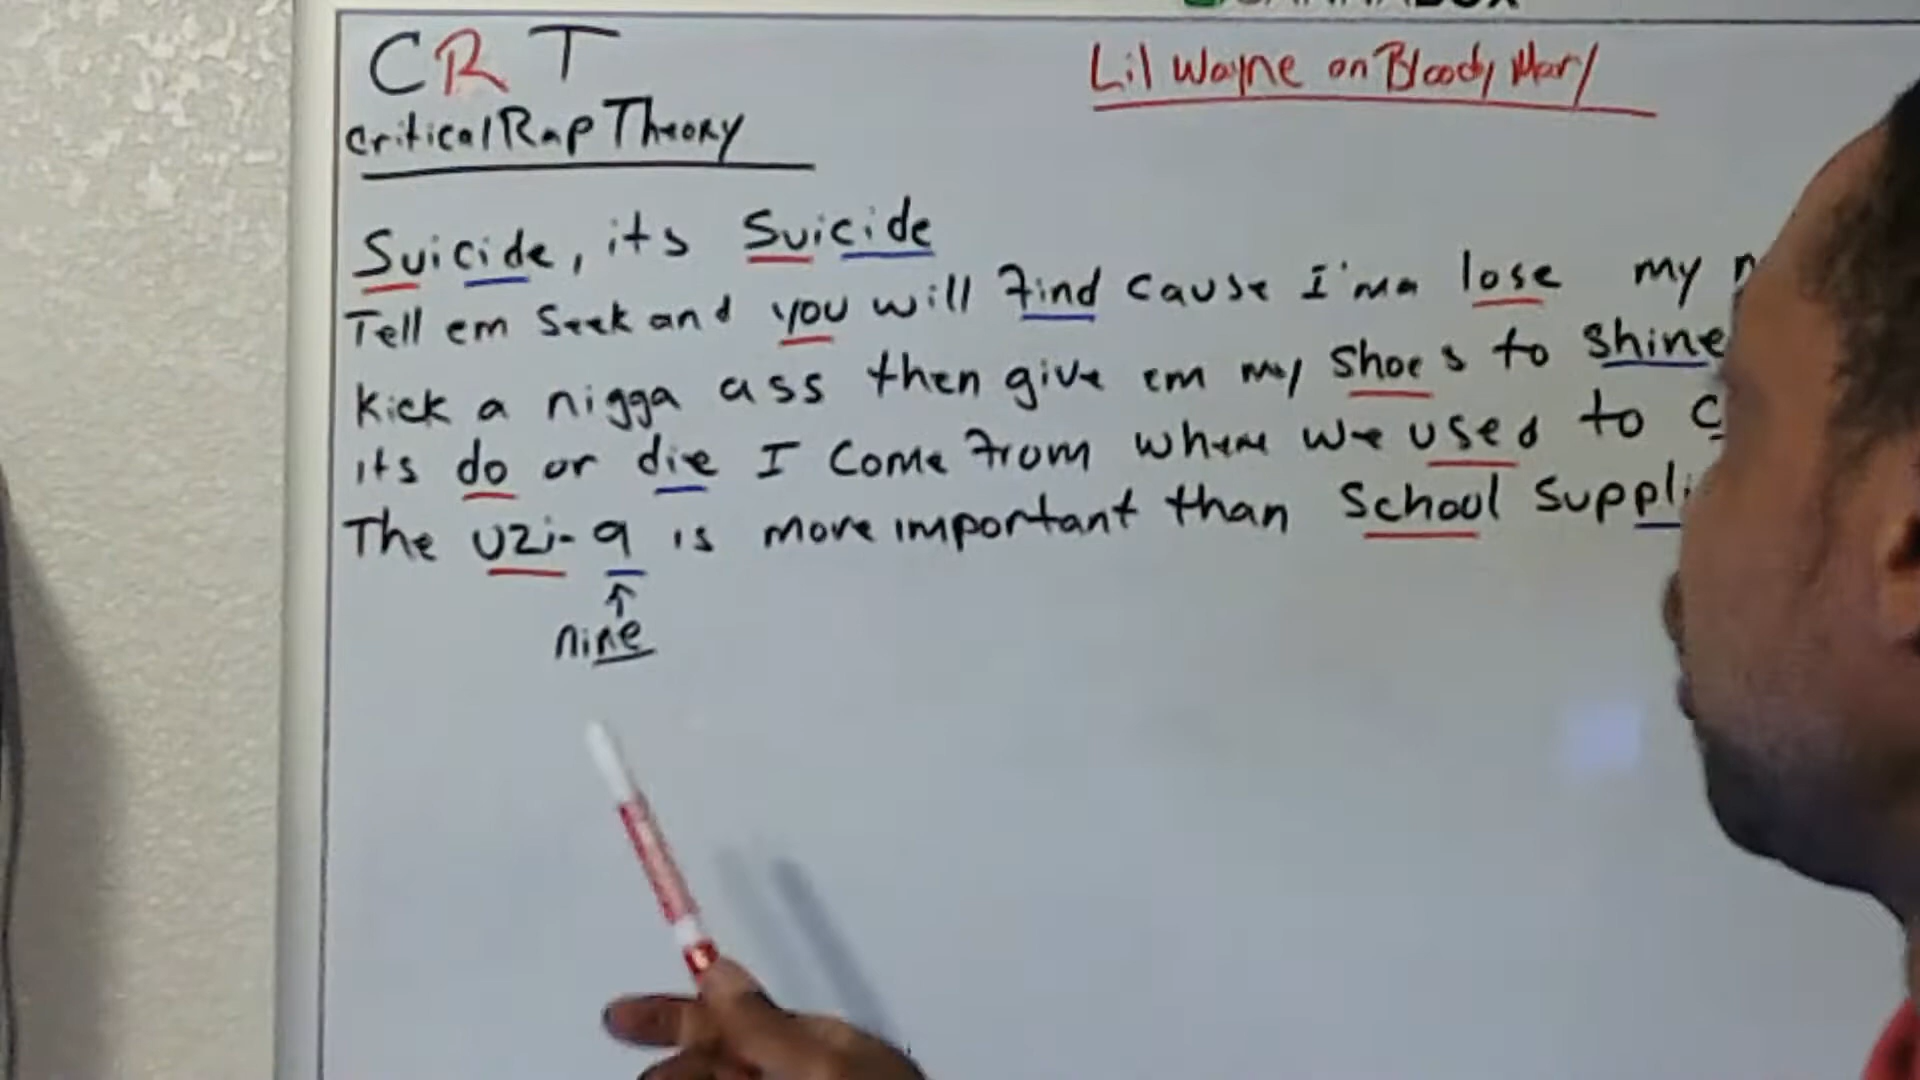 CRT
Lil Wayne on Bloody Mary
Critical Rap Theory
Suicide, its Suicide
Tell em Seek and you will find cause I'ma lose my
Kick a nigga ass then give em my shoes to shine
its do or die I come from where we used to
The uzi-9 is more important than School
nine